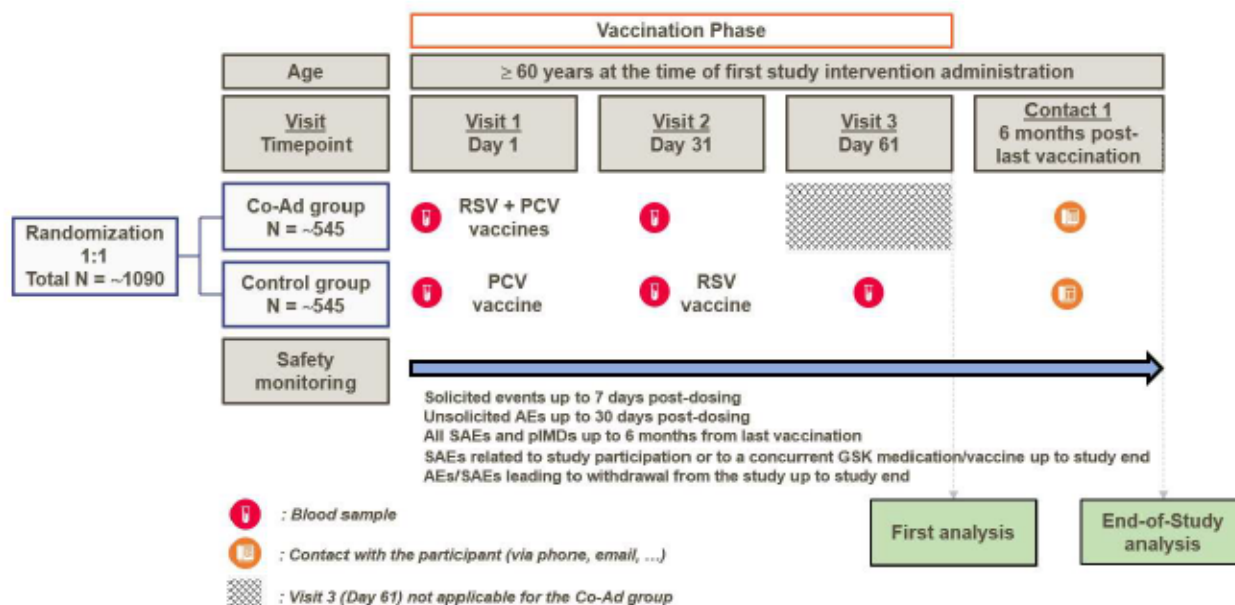 Vaccination Phase
Age
≥ 60 years at the time of first study intervention administration
Visit
Timepoint
Visit 1
Day 1
Visit 2
Day 31
Visit 3
Day 61
Contact 1
6 months post-
last vaccination
Randomization
1:1
Total N = ~1090
Co-Ad group
N = ~545
RSV + PCV
vaccines
Control group
N = ~545
PCV
vaccine
RSV
vaccine
Safety
monitoring
Solicited events up to 7 days post-dosing
Unsolicited AEs up to 30 days post-dosing
All SAEs and pIMDs up to 6 months from last vaccination
SAEs related to study participation or to a concurrent GSK medication/vaccine up to study end
AEs/SAEs leading to withdrawal from the study up to study end
First analysis
End-of-Study
analysis
: Blood sample
: Contact with the participant (via phone, email, ...)
: Visit 3 (Day 61) not applicable for the Co-Ad group